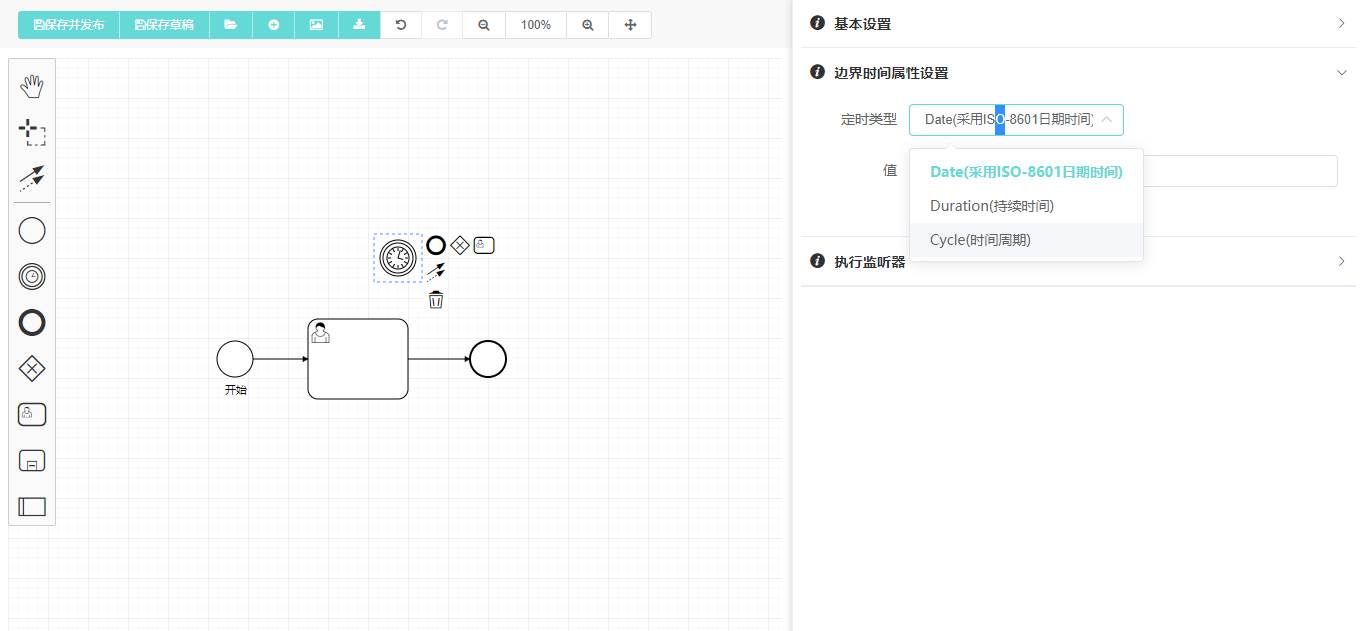 保存并发布
保存草稿
100%
基本设置
边界时间属性设置
定时类型
Date(采用ISO-8601日期时间)
值
Date(采用ISO-8601日期时间)
Duration(持续时间)
Cycle(时间周期)
执行监听器
开始